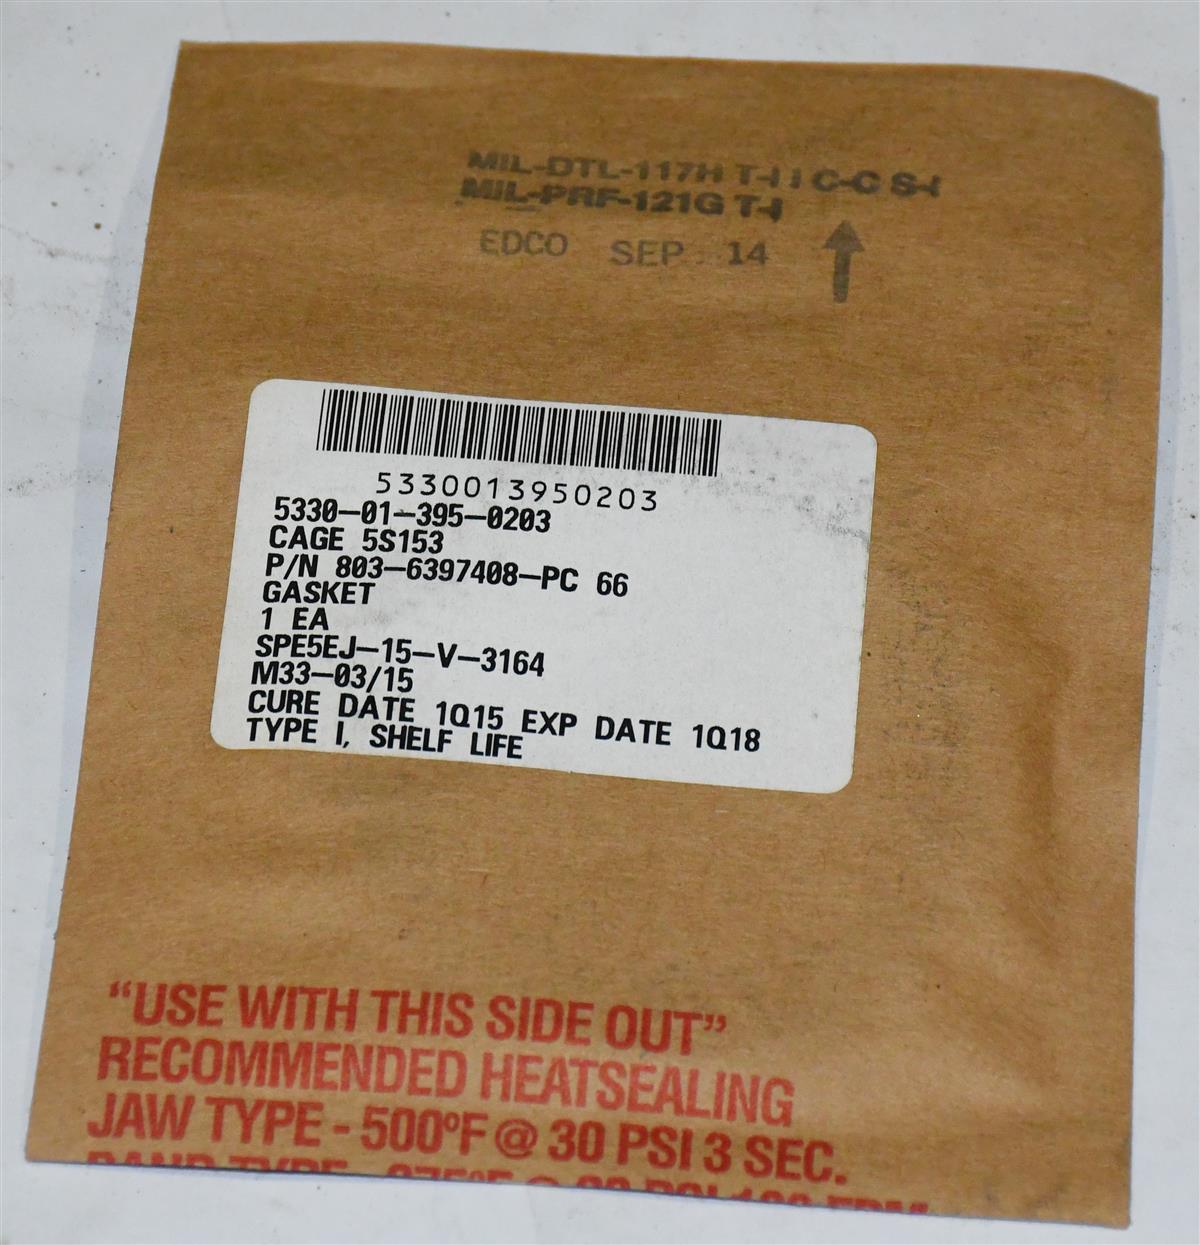 MIL-DTL-117H T-I I C-C S-I
MIL-PRF-121G T-I
EDCO SEP 14
5330013950203
5330-01-395-0203
CAGE 5S153
P/N 803-6397408-PC 66
GASKET
1 EA
SPE5EJ-15-V-3164
M33-03/15
CURE DATE 1Q15 EXP DATE 1Q18
TYPE I, SHELF LIFE
“USE WITH THIS SIDE OUT”
RECOMMENDED HEATSEALING
JAW TYPE - 500ºF @ 30 PSI 3 SEC.